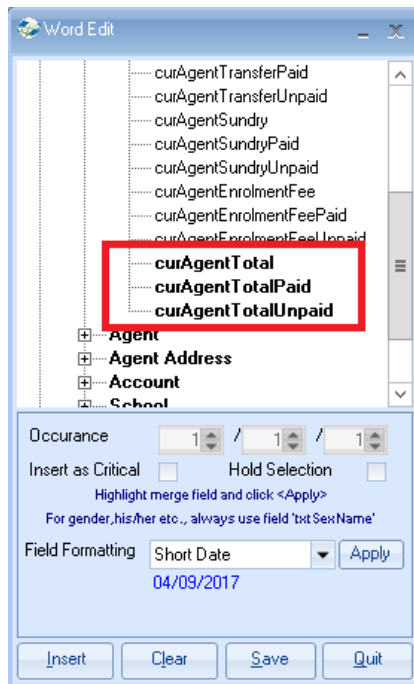 Word Edit
curAgentTransferPaid
curAgentTransferUnpaid
curAgentSundry
curAgentSundryPaid
curAgentSundryUnpaid
curAgentEnrolmentFee
curAgentEnrolmentFeePaid
curAgentEnrolmentFeeUnpaid
curAgentTotal
curAgentTotalPaid
curAgentTotalUnpaid
Agent
Agent Address
Account
School
Occurance 1 / 1 / 1
Insert as Critical Hold Selection
Highlight merge field and click <Apply>
For gender,his/her etc., always use field 'txtSexName'
Field Formatting Short Date Apply
04/09/2017
Insert Clear Save Quit